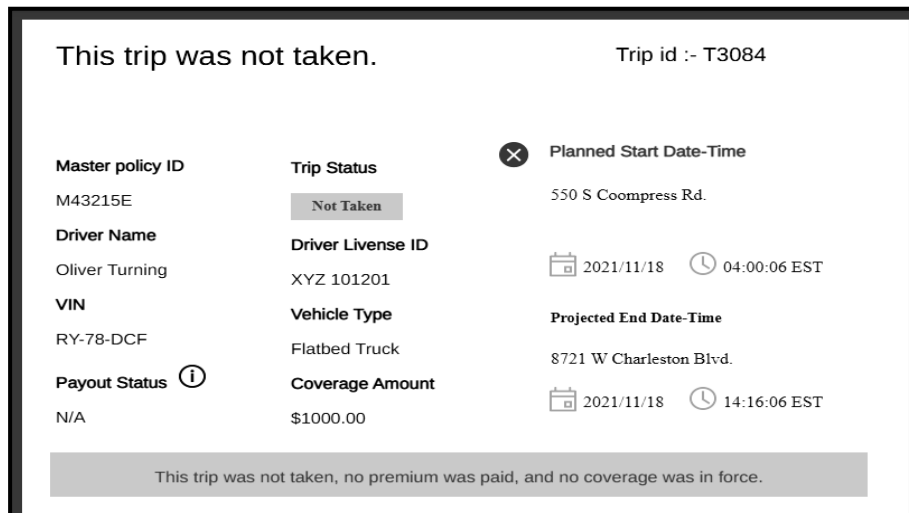 This trip was not taken.
Trip id :- T3084
Master policy ID
M43215E
Driver Name
Oliver Turning
VIN
RY-78-DCF
Payout Status
N/A
Trip Status
Not Taken
Driver License ID
XYZ 101201
Vehicle Type
Flatbed Truck
Coverage Amount
$1000.00
Planned Start Date-Time
550 S Coompress Rd.
2021/11/18 04:00:06 EST
Projected End Date-Time
8721 W Charleston Blvd.
2021/11/18 14:16:06 EST
This trip was not taken, no premium was paid, and no coverage was in force.